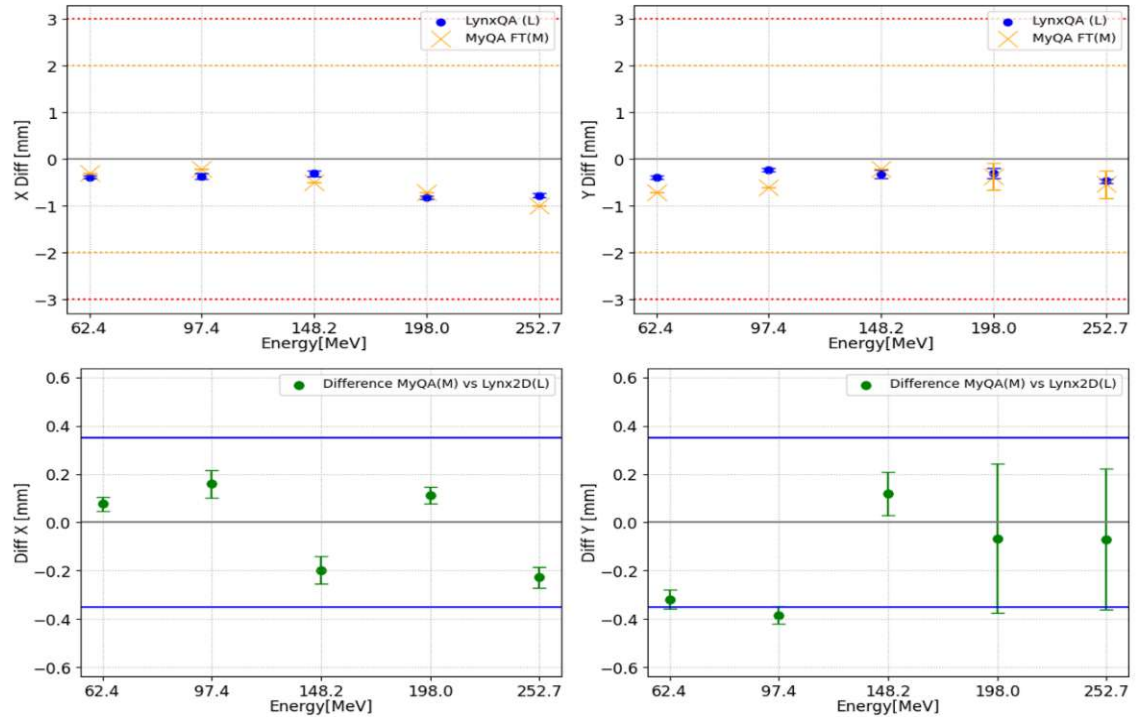 3
2
1
0
−1
−2
−3
X Diff [mm]
LynxQA (L)
MyQA FT(M)
62.4 97.4 148.2 198.0 252.7
Energy[MeV]
3
2
1
0
−1
−2
−3
Y Diff [mm]
LynxQA (L)
MyQA FT(M)
62.4 97.4 148.2 198.0 252.7
Energy[MeV]
0.6
0.4
0.2
0.0
−0.2
−0.4
−0.6
Diff X [mm]
Difference MyQA(M) vs Lynx2D(L)
62.4 97.4 148.2 198.0 252.7
Energy[MeV]
0.6
0.4
0.2
0.0
−0.2
−0.4
−0.6
Diff Y [mm]
Difference MyQA(M) vs Lynx2D(L)
62.4 97.4 148.2 198.0 252.7
Energy[MeV]